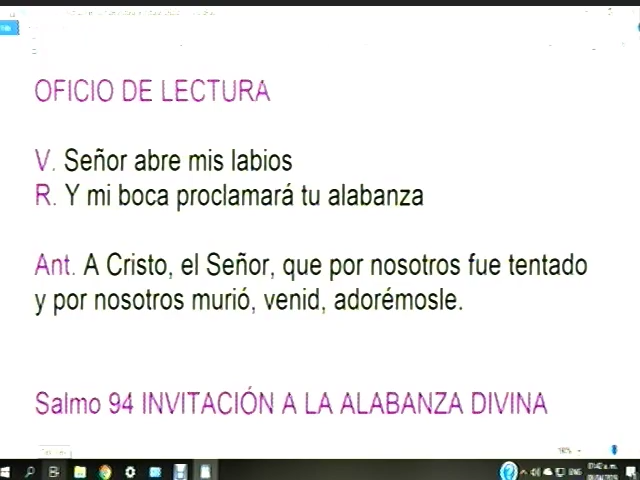 OFICIO DE LECTURA
V. Señor abre mis labios
R. Y mi boca proclamará tu alabanza
Ant. A Cristo, el Señor, que por nosotros fue tentado
y por nosotros murió, venid, adorémosle.
Salmo 94 INVITACIÓN A LA ALABANZA DIVINA
ENG